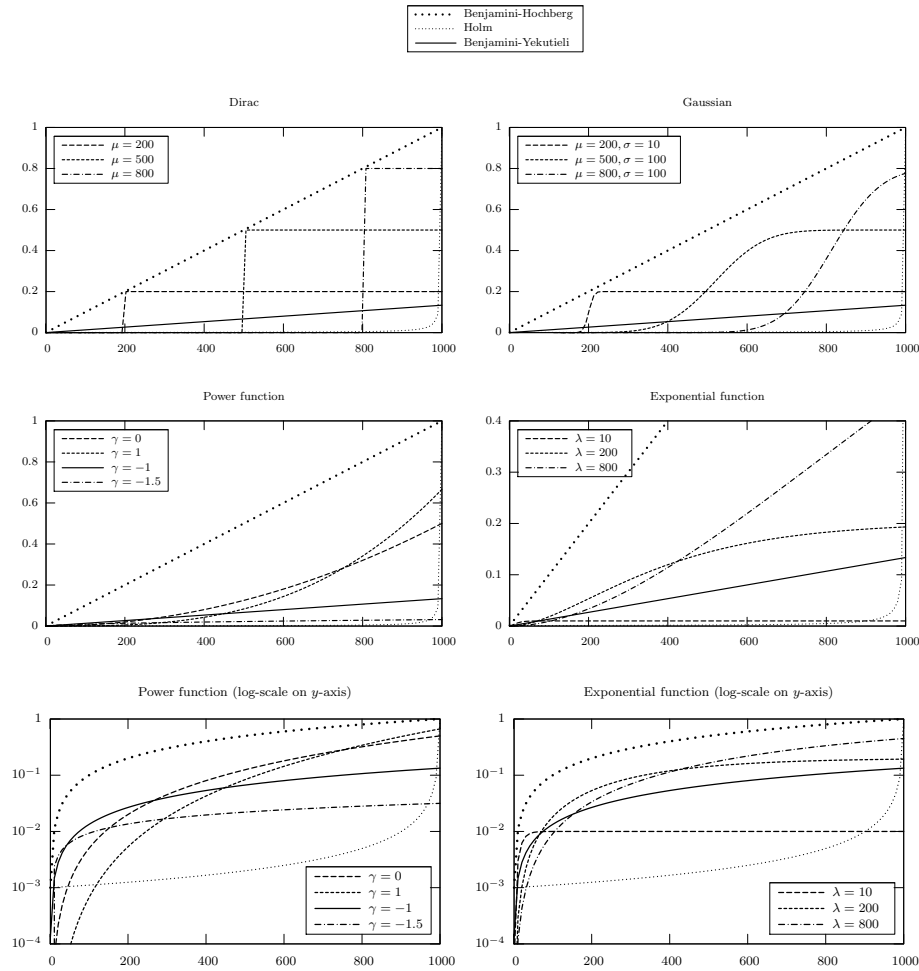 Benjamini-Hochberg
Holm
Benjamini-Yekutieli
Dirac
1
0.8
0.6
0.4
0.2
0
0 200 400 600 800 1000
μ = 200
μ = 500
μ = 800
Gaussian
1
0.8
0.6
0.4
0.2
0
0 200 400 600 800 1000
μ = 200, σ = 10
μ = 500, σ = 100
μ = 800, σ = 100
Power function
1
0.8
0.6
0.4
0.2
0
0 200 400 600 800 1000
γ = 0
γ = 1
γ = −1
γ = −1.5
Exponential function
0.4
0.3
0.2
0.1
0
0 200 400 600 800 1000
λ = 10
λ = 200
λ = 800
Power function (log-scale on y-axis)
1
10⁻¹
10⁻²
10⁻³
10⁻⁴
0 200 400 600 800 1000
γ = 0
γ = 1
γ = −1
γ = −1.5
Exponential function (log-scale on y-axis)
1
10⁻¹
10⁻²
10⁻³
10⁻⁴
0 200 400 600 800 1000
λ = 10
λ = 200
λ = 800